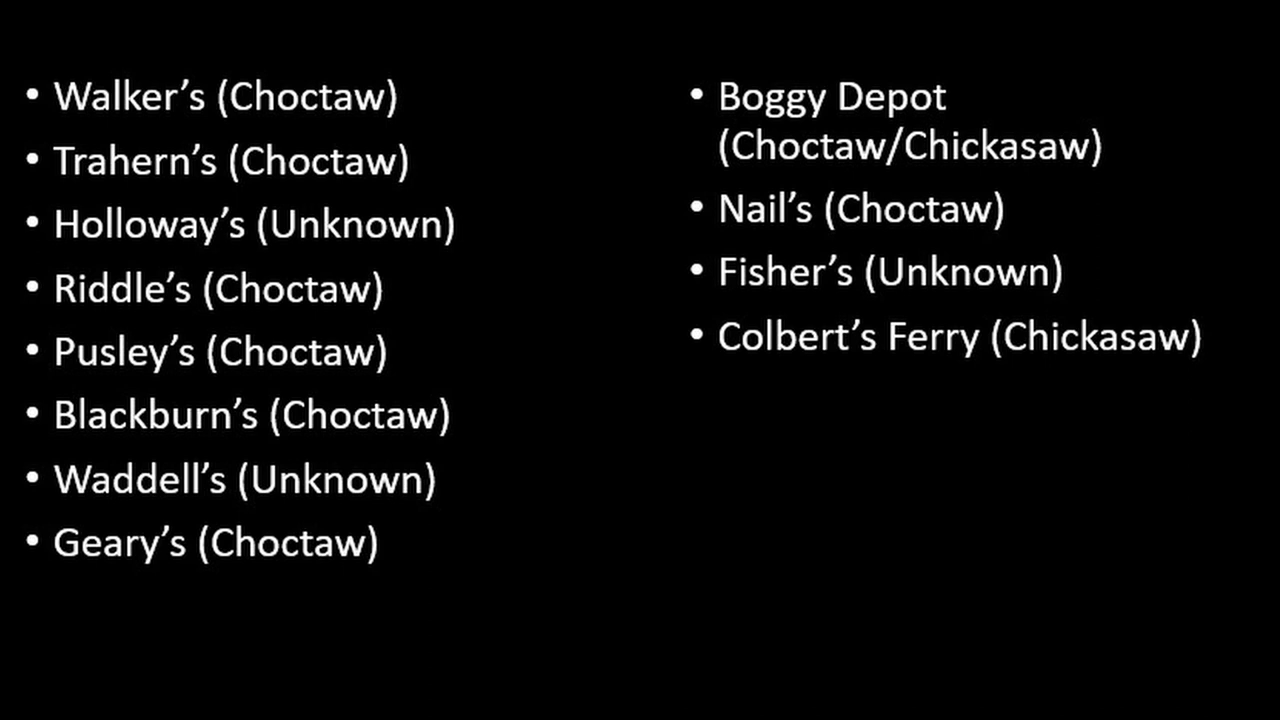 • Walker’s (Choctaw)
• Trahern’s (Choctaw)
• Holloway’s (Unknown)
• Riddle’s (Choctaw)
• Pusley’s (Choctaw)
• Blackburn’s (Choctaw)
• Waddell’s (Unknown)
• Geary’s (Choctaw)
• Boggy Depot
(Choctaw/Chickasaw)
• Nail’s (Choctaw)
• Fisher’s (Unknown)
• Colbert’s Ferry (Chickasaw)